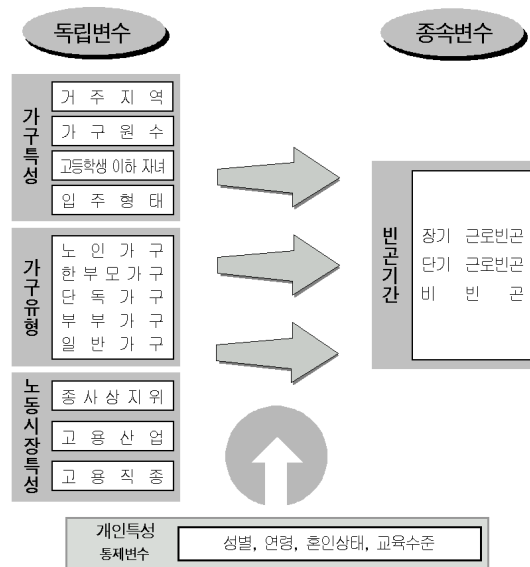 독립변수
종속변수
가구특성
거 주 지 역
가 구 원 수
고등학생 이하 자녀
입 주 형 태
가구유형
노 인 가 구
한 부 모 가 구
단 독 가 구
부 부 가 구
일 반 가 구
노동시장특성
종 사 상 지 위
고 용 산 업
고 용 직 종
빈곤기간
장기 근로빈곤
단기 근로빈곤
비 빈 곤
개인특성
통제변수
성별, 연령, 혼인상태, 교육수준